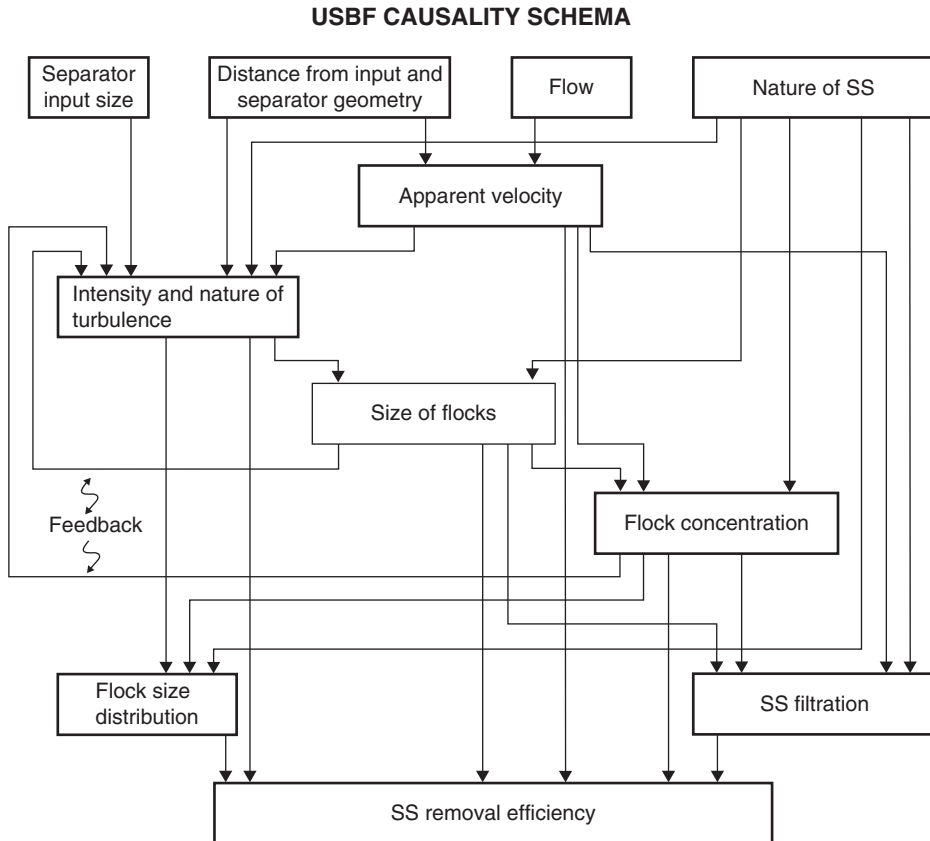 USBF CAUSALITY SCHEMA
Separator
input size
Distance from input and
separator geometry
Flow
Nature of SS
Apparent velocity
Intensity and nature of
turbulence
Size of flocks
Feedback
Flock concentration
Flock size
distribution
SS filtration
SS removal efficiency